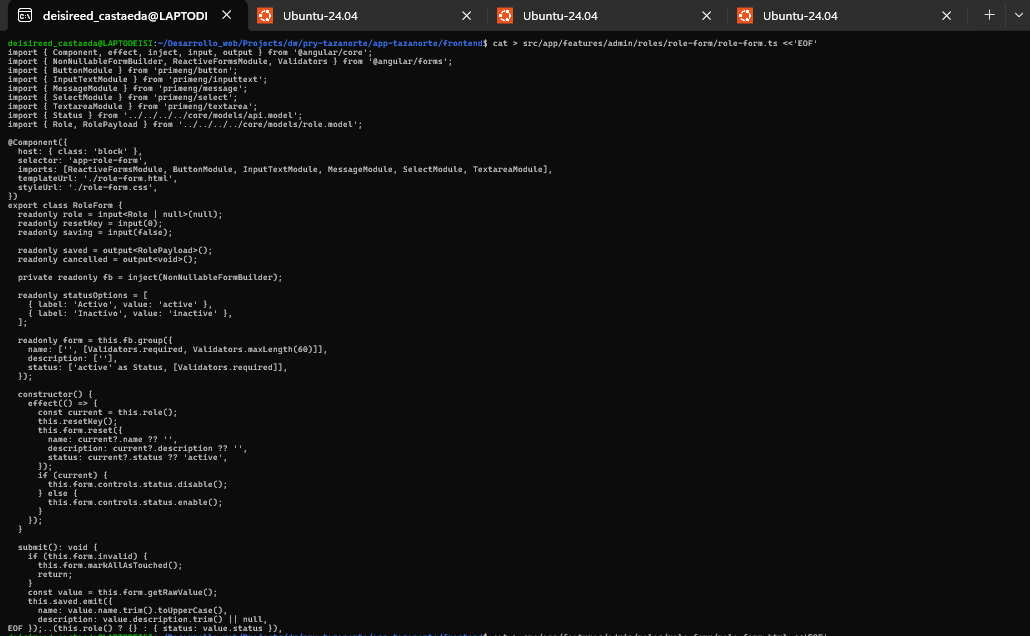 deisireed_castaeda@LAPTODI
Ubuntu-24.04
Ubuntu-24.04
Ubuntu-24.04
deisireed_castaeda@LAPTODEISI:~/Desarrollo_web/Projects/dw/pry-tazanorte/app-tazanorte/frontend$ cat > src/app/features/admin/roles/role-form/role-form.ts <<'EOF'
import { Component, effect, inject, input, output } from '@angular/core';
import { NonNullableFormBuilder, ReactiveFormsModule, Validators } from '@angular/forms';
import { ButtonModule } from 'primeng/button';
import { InputTextModule } from 'primeng/inputtext';
import { MessageModule } from 'primeng/message';
import { SelectModule } from 'primeng/select';
import { TextareaModule } from 'primeng/textarea';
import { Status } from '../../../../core/models/api.model';
import { Role, RolePayload } from '../../../../core/models/role.model';
@Component({
  host: { class: 'block' },
  selector: 'app-role-form',
  imports: [ReactiveFormsModule, ButtonModule, InputTextModule, MessageModule, SelectModule, TextareaModule],
  templateUrl: './role-form.html',
  styleUrl: './role-form.css',
})
export class RoleForm {
  readonly role = input<Role | null>(null);
  readonly resetKey = input(0);
  readonly saving = input(false);
  readonly saved = output<RolePayload>();
  readonly cancelled = output<void>();
  private readonly fb = inject(NonNullableFormBuilder);
  readonly statusOptions = [
    { label: 'Activo', value: 'active' },
    { label: 'Inactivo', value: 'inactive' },
  ];
  readonly form = this.fb.group({
    name: ['', [Validators.required, Validators.maxLength(60)]],
    description: [''],
    status: ['active' as Status, [Validators.required]],
  });
  constructor() {
    effect(() => {
      const current = this.role();
      this.resetKey();
      this.form.reset({
        name: current?.name ?? '',
        description: current?.description ?? '',
        status: current?.status ?? 'active',
      });
      if (current) {
        this.form.controls.status.disable();
      } else {
        this.form.controls.status.enable();
      }
    });
  }
  submit(): void {
    if (this.form.invalid) {
      this.form.markAllAsTouched();
      return;
    }
    const value = this.form.getRawValue();
    this.saved.emit({
      name: value.name.trim().toUpperCase(),
      description: value.description.trim() || null,
EOF });..(this.role() ? {} : { status: value.status }),